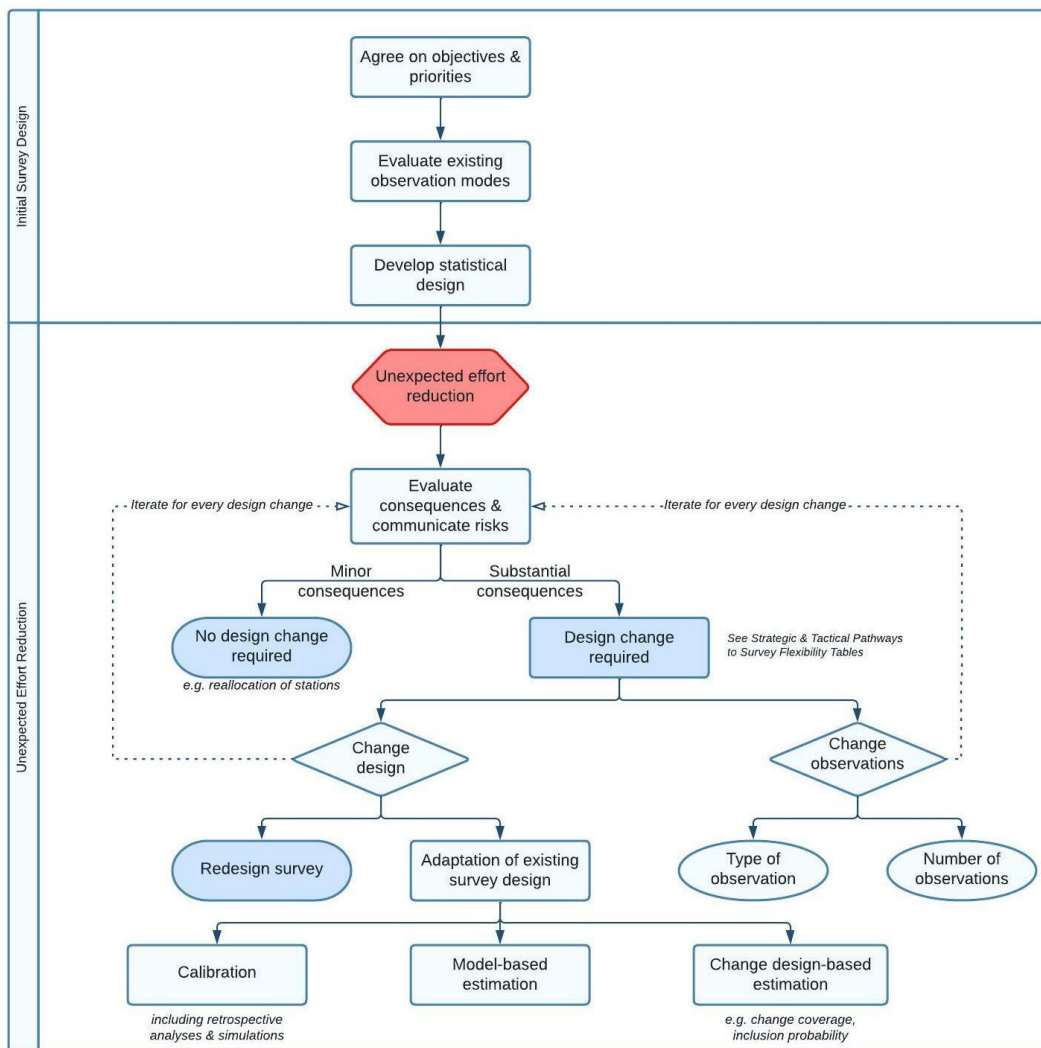 Initial Survey Design
Agree on objectives &
priorities
Evaluate existing
observation modes
Develop statistical
design
Unexpected Effort Reduction
Unexpected effort
reduction
Evaluate
consequences &
communicate risks
Iterate for every design change
Iterate for every design change
Minor
consequences
Substantial
consequences
No design change
required
e.g. reallocation of stations
Design change
required
See Strategic & Tactical Pathways
to Survey Flexibility Tables
Change
design
Change
observations
Redesign survey
Adaptation of existing
survey design
Type of
observation
Number of
observations
Calibration
including retrospective
analyses & simulations
Model-based
estimation
Change design-based
estimation
e.g. change coverage,
inclusion probability